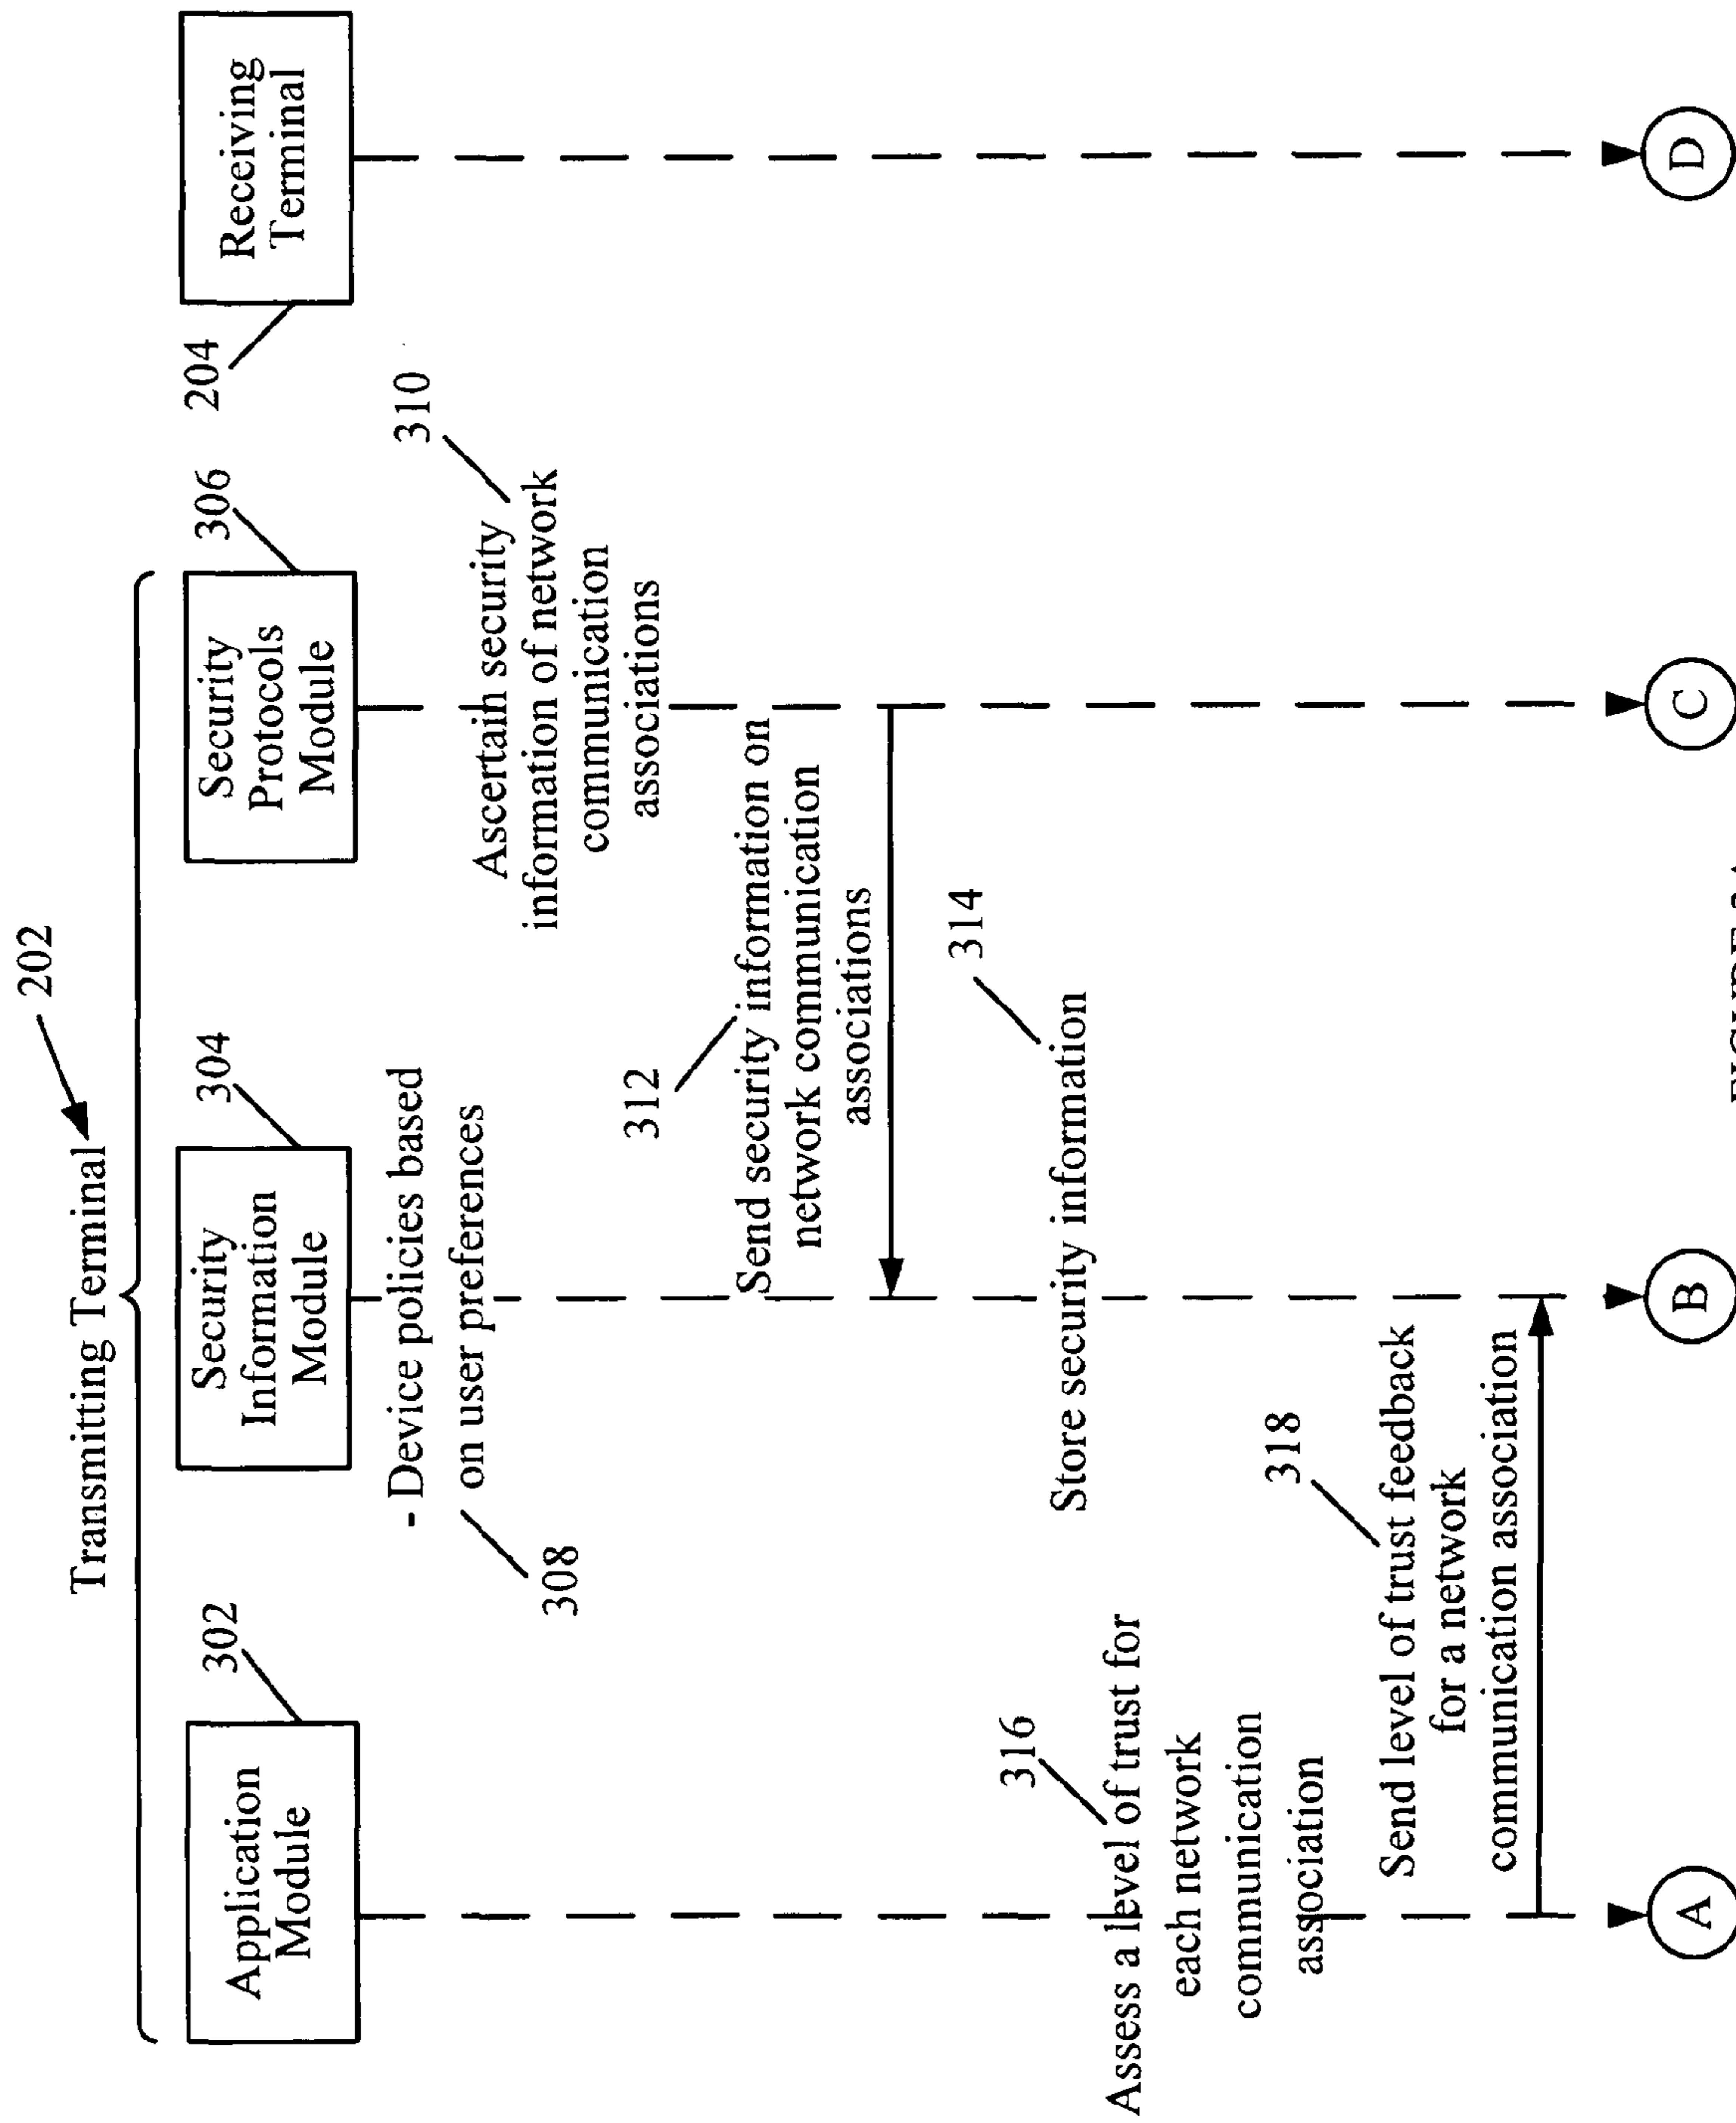 Transmitting Terminal
202
302
304
306
204
Application
Module
Security
Information
Module
Security
Protocols
Module
Receiving
Terminal
- Device policies based
on user preferences
308
310
Ascertain security
information of network
communication
associations
312
Send security information on
network communication
associations
314
Store security information
316
Assess a level of trust for
each network
communication
association
318
Send level of trust feedback
for a network
communication association
A
B
C
D